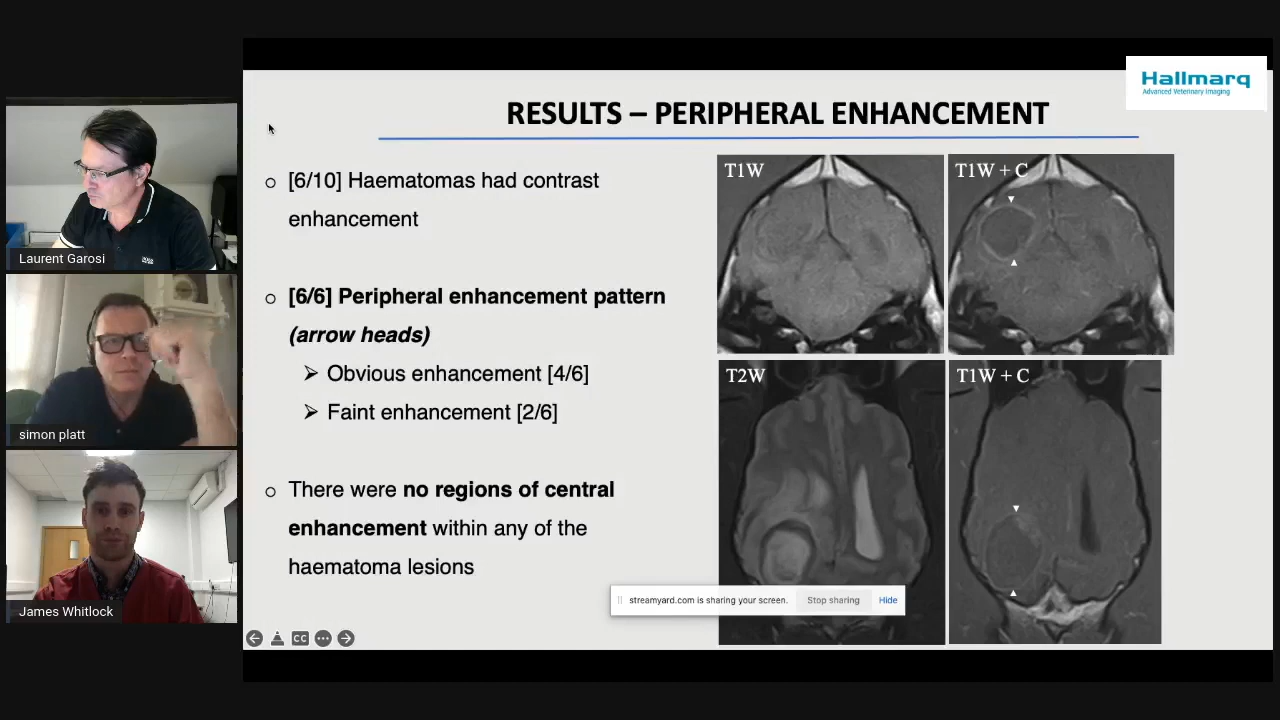 Hallmarq
Advanced Veterinary Imaging
RESULTS – PERIPHERAL ENHANCEMENT
[6/10] Haematomas had contrast
enhancement
[6/6] Peripheral enhancement pattern
(arrow heads)
Obvious enhancement [4/6]
Faint enhancement [2/6]
There were no regions of central
enhancement within any of the
haematoma lesions
T1W
T1W + C
T2W
T1W + C
streamyard.com is sharing your screen.
Stop sharing
Hide
CC
Laurent Garosi
simon platt
James Whitlock